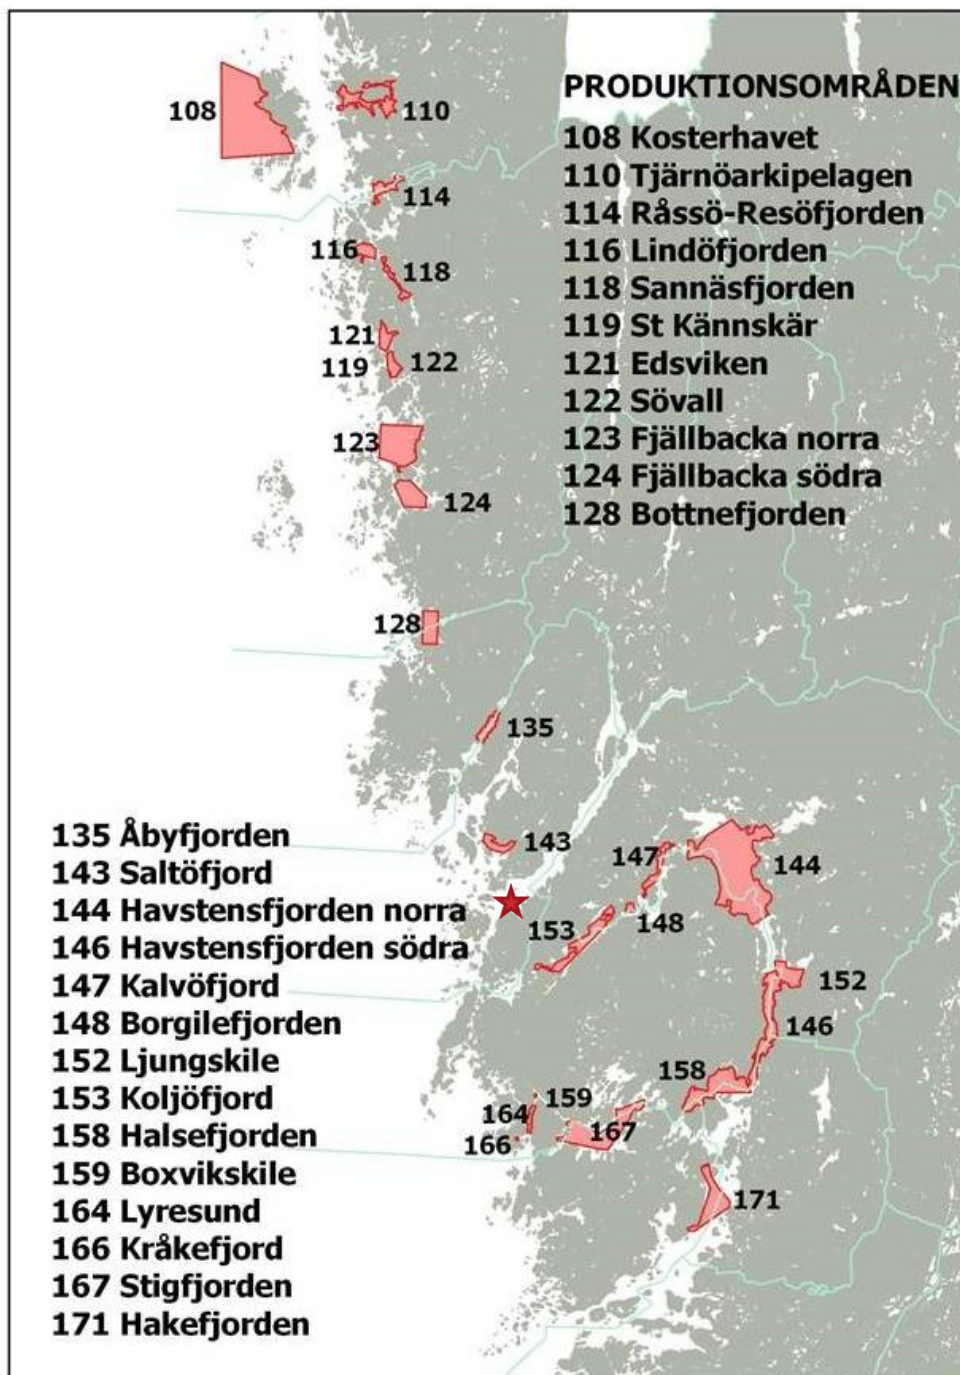 PRODUKTIONSOMRÅDEN
108 Kosterhavet
110 Tjärnöarkipelagen
114 Råssö-Resöfjorden
116 Lindöfjorden
118 Sannäsfjorden
119 St Kännskär
121 Edsviken
122 Sövall
123 Fjällbacka norra
124 Fjällbacka södra
128 Bottnefjorden
108
110
114
116
118
121
119
122
123
124
128
135
143
147
144
153
148
152
146
158
159
164
167
166
171
135 Åbyfjorden
143 Saltöfjord
144 Havstensfjorden norra
146 Havstensfjorden södra
147 Kalvöfjord
148 Borgilefjorden
152 Ljungskile
153 Koljöfjord
158 Halsefjorden
159 Boxvikskile
164 Lyresund
166 Kråkefjord
167 Stigfjorden
171 Hakefjorden